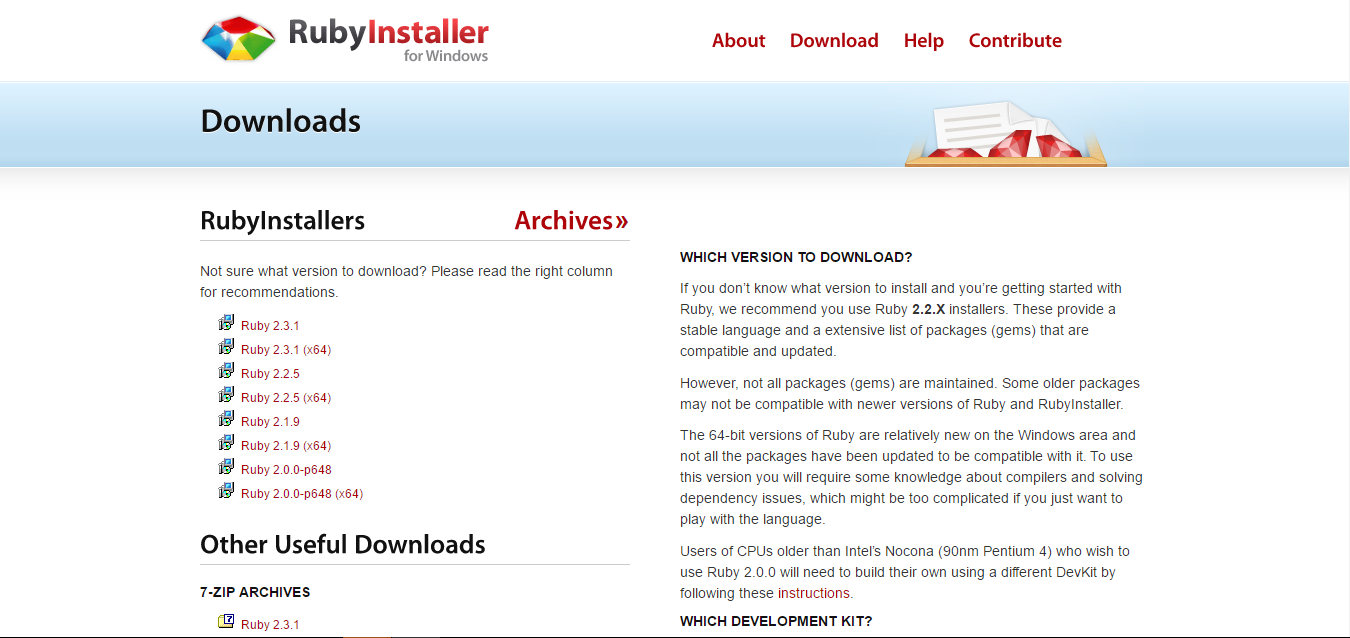 RubyInstaller
for Windows
About Download Help Contribute
Downloads
RubyInstallers Archives»
Not sure what version to download? Please read the right column
for recommendations.
Ruby 2.3.1
Ruby 2.3.1 (x64)
Ruby 2.2.5
Ruby 2.2.5 (x64)
Ruby 2.1.9
Ruby 2.1.9 (x64)
Ruby 2.0.0-p648
Ruby 2.0.0-p648 (x64)
Other Useful Downloads
7-ZIP ARCHIVES
Ruby 2.3.1
WHICH VERSION TO DOWNLOAD?
If you don’t know what version to install and you’re getting started with
Ruby, we recommend you use Ruby 2.2.X installers. These provide a
stable language and a extensive list of packages (gems) that are
compatible and updated.
However, not all packages (gems) are maintained. Some older packages
may not be compatible with newer versions of Ruby and RubyInstaller.
The 64-bit versions of Ruby are relatively new on the Windows area and
not all the packages have been updated to be compatible with it. To use
this version you will require some knowledge about compilers and solving
dependency issues, which might be too complicated if you just want to
play with the language.
Users of CPUs older than Intel’s Nocona (90nm Pentium 4) who wish to
use Ruby 2.0.0 will need to build their own using a different DevKit by
following these instructions.
WHICH DEVELOPMENT KIT?